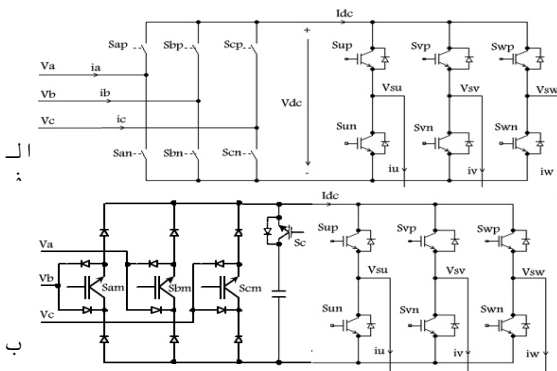 Idc
Sap Sbp Scp
+
Sup Svp Swp
Va ia
Vb ib
Vc ic
Vdc
Vsu Vsv Vsw
San Sbn Scn
Sun Svn Swn
-
iu iv iw
Idc
Sc
Va
Vb
Vc
Sam Sbm Scm
Sup Svp Swp
Vsu Vsv Vsw
Sun Svn Swn
iu iv iw
ب